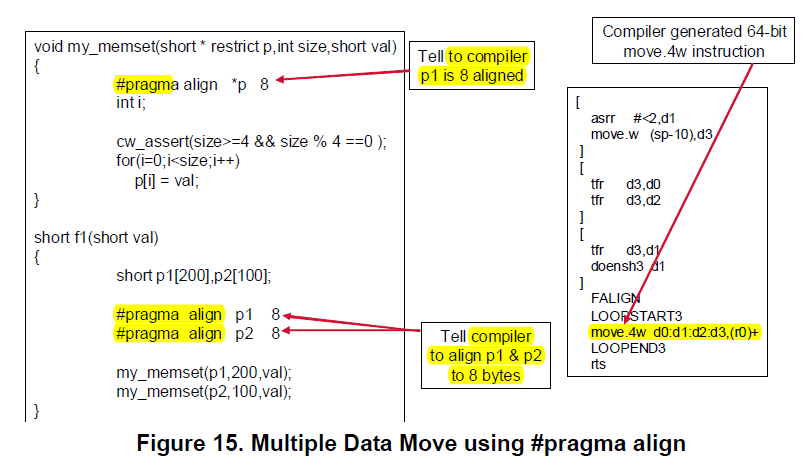 void my_memset(short * restrict p,int size,short val)
{
#pragma align *p 8
int i;
cw_assert(size>=4 && size % 4 ==0 );
for(i=0;i<size;i++)
p[i] = val;
}
short f1(short val)
{
short p1[200],p2[100];
#pragma align p1 8
#pragma align p2 8
my_memset(p1,200,val);
my_memset(p2,100,val);
}
Tell to compiler
p1 is 8 aligned
Tell compiler
to align p1 & p2
to 8 bytes
Compiler generated 64-bit
move.4w instruction
[
asrr #<2,d1
move.w (sp-10),d3
]
[
tfr d3,d0
tfr d3,d2
]
[
tfr d3,d1
doensh3 d1
]
FALIGN
LOOPSTART3
move.4w d0:d1:d2:d3,(r0)+
LOOPEND3
rts
Figure 15. Multiple Data Move using #pragma align